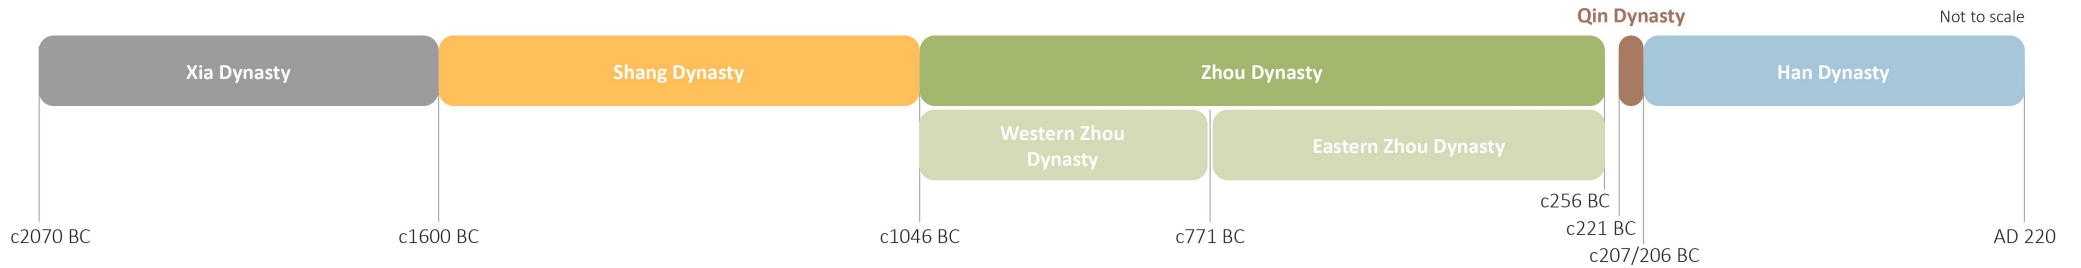 Qin Dynasty
Not to scale
Xia Dynasty
Shang Dynasty
Zhou Dynasty
Han Dynasty
Western Zhou
Dynasty
Eastern Zhou Dynasty
c256 BC
c221 BC
c2070 BC
c1600 BC
c1046 BC
c771 BC
AD 220
c207/206 BC